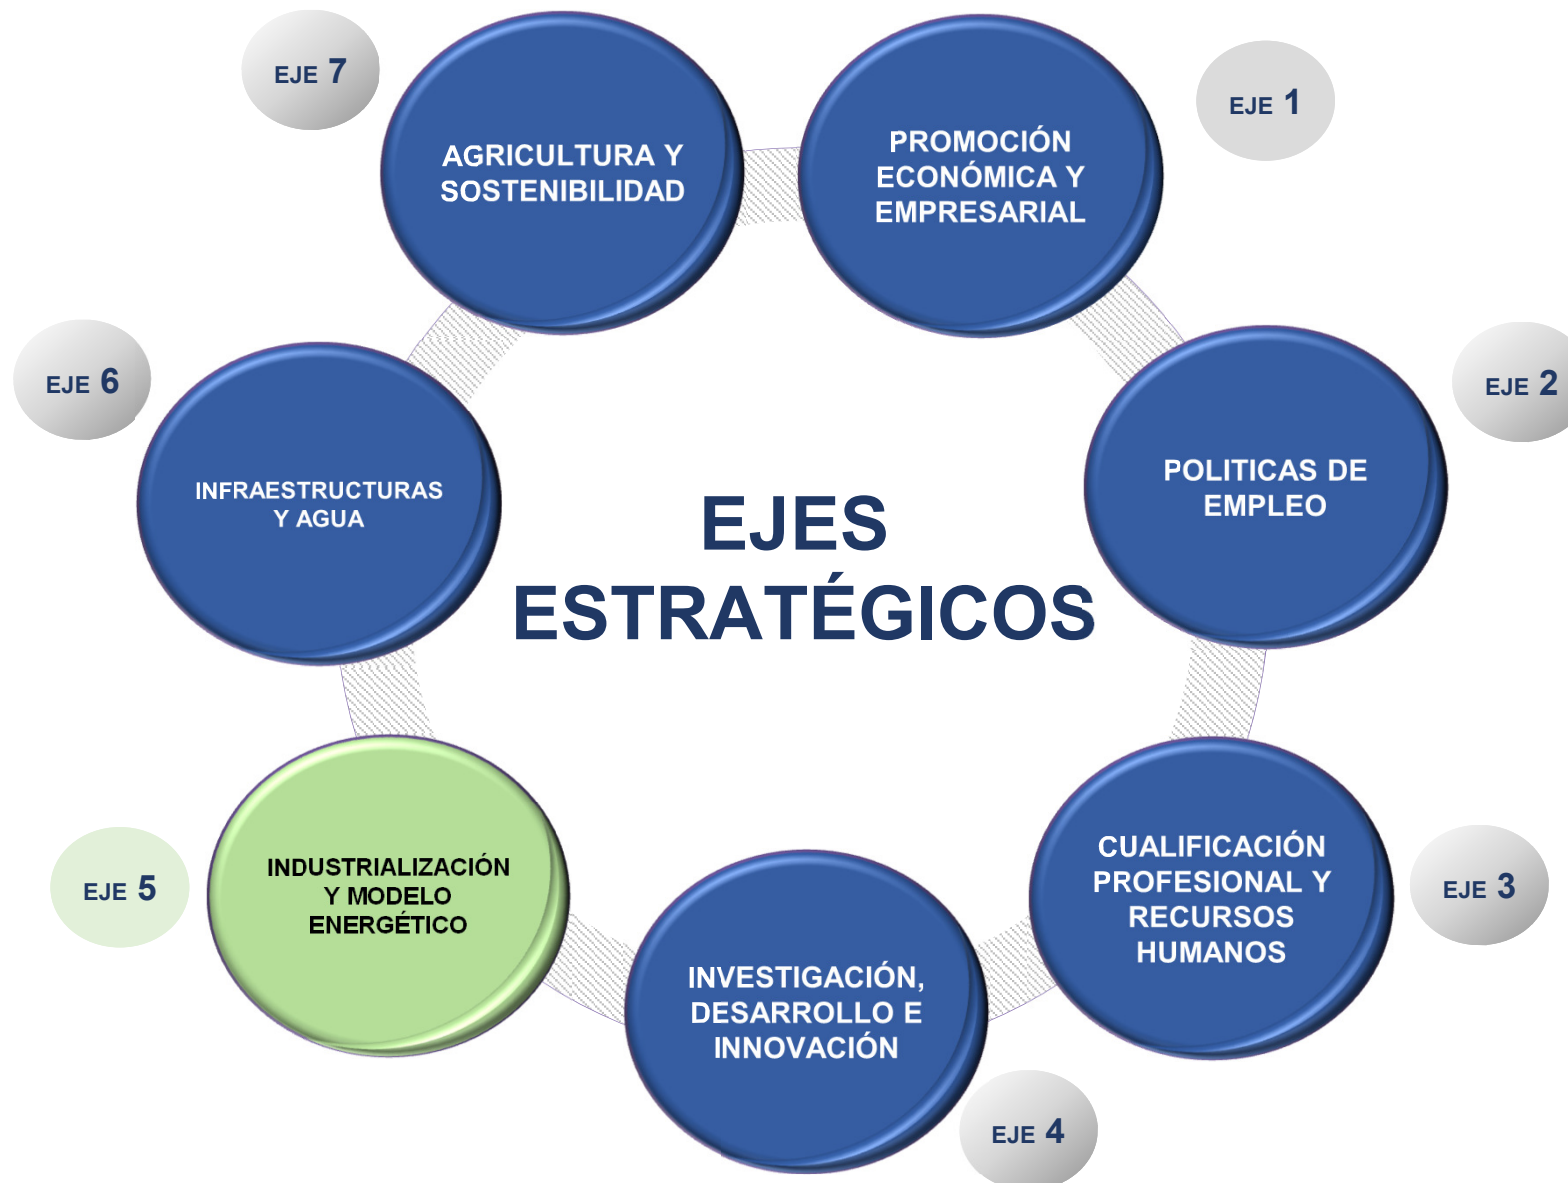 EJE 7
AGRICULTURA Y
SOSTENIBILIDAD
PROMOCIÓN
ECONÓMICA Y
EMPRESARIAL
EJE 1
EJE 6
INFRAESTRUCTURAS
Y AGUA
EJES
ESTRATÉGICOS
POLITICAS DE
EMPLEO
EJE 2
EJE 5
INDUSTRIALIZACIÓN
Y MODELO
ENERGÉTICO
INVESTIGACIÓN,
DESARROLLO E
INNOVACIÓN
EJE 4
CUALIFICACIÓN
PROFESIONAL Y
RECURSOS
HUMANOS
EJE 3